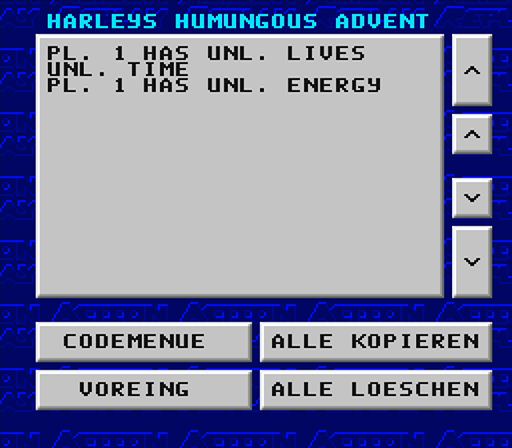 HARLEYS HUMUNGOUS ADVENT
PL. 1 HAS UNL. LIVES
UNL. TIME
PL. 1 HAS UNL. ENERGY
CODEMENUE
ALLE KOPIEREN
VOREING
ALLE LOESCHEN